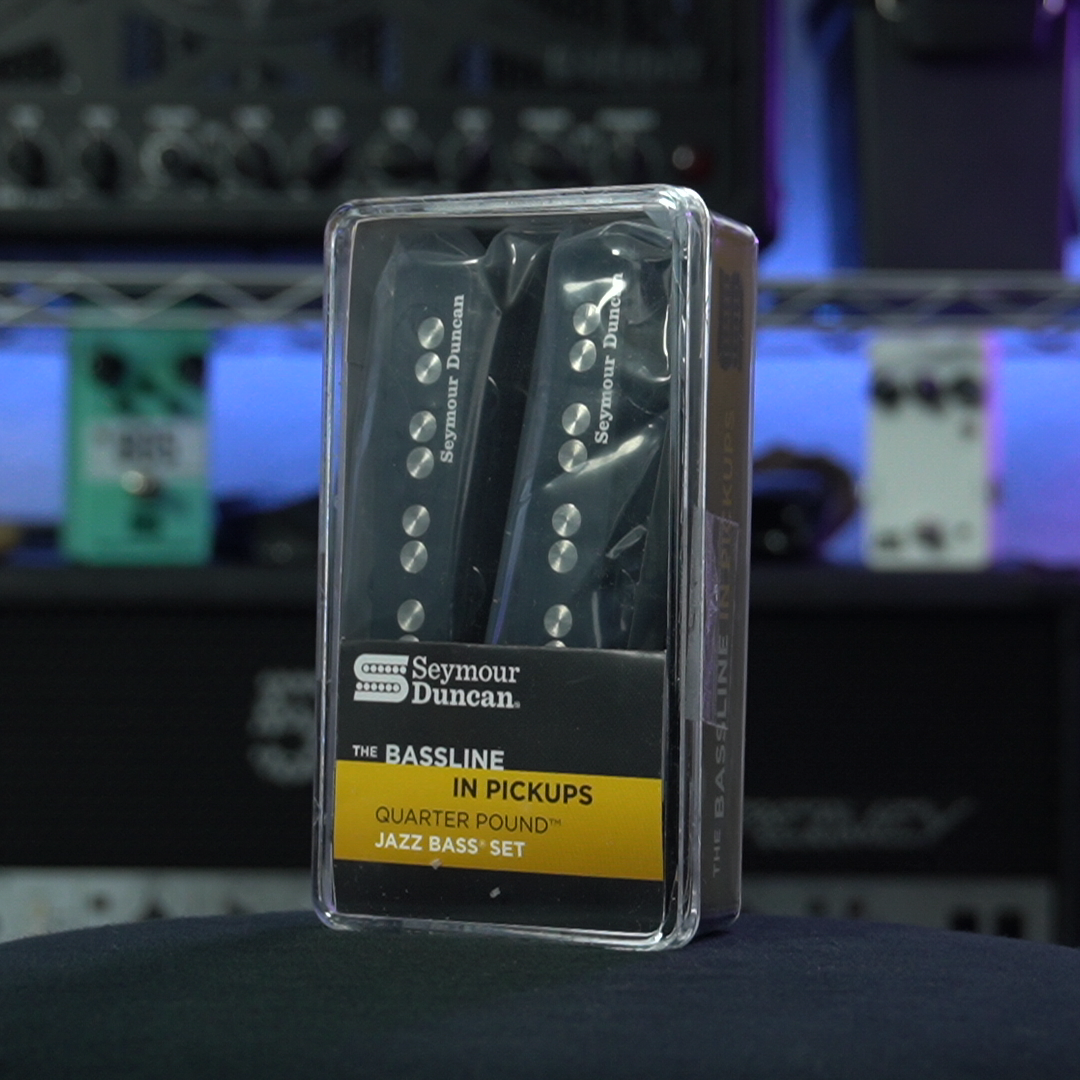 Seymour Duncan
Seymour Duncan
Seymour
Duncan®
THE BASSLINE
IN PICKUPS
QUARTER POUND™
JAZZ BASS® SET
THE BASSLINE IN PICKUPS